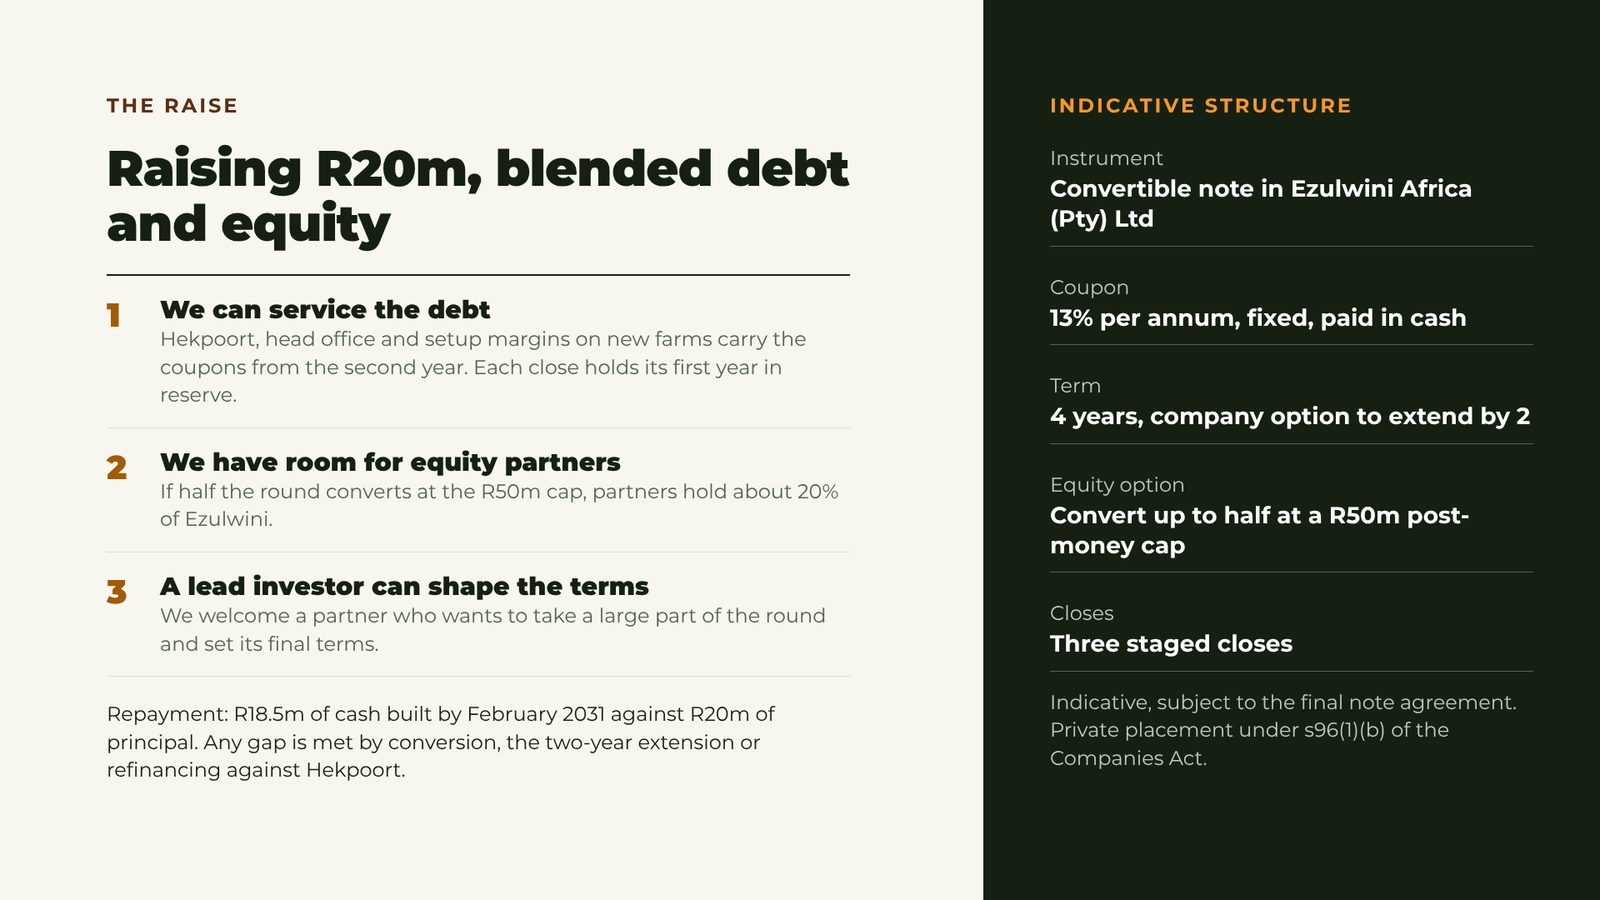 THE RAISE
Raising R20m, blended debt
and equity
1
We can service the debt
Hekpoort, head office and setup margins on new farms carry the
coupons from the second year. Each close holds its first year in
reserve.
2
We have room for equity partners
If half the round converts at the R50m cap, partners hold about 20%
of Ezulwini.
3
A lead investor can shape the terms
We welcome a partner who wants to take a large part of the round
and set its final terms.
Repayment: R18.5m of cash built by February 2031 against R20m of
principal. Any gap is met by conversion, the two-year extension or
refinancing against Hekpoort.
INDICATIVE STRUCTURE
Instrument
Convertible note in Ezulwini Africa
(Pty) Ltd
Coupon
13% per annum, fixed, paid in cash
Term
4 years, company option to extend by 2
Equity option
Convert up to half at a R50m post-
money cap
Closes
Three staged closes
Indicative, subject to the final note agreement.
Private placement under s96(1)(b) of the
Companies Act.